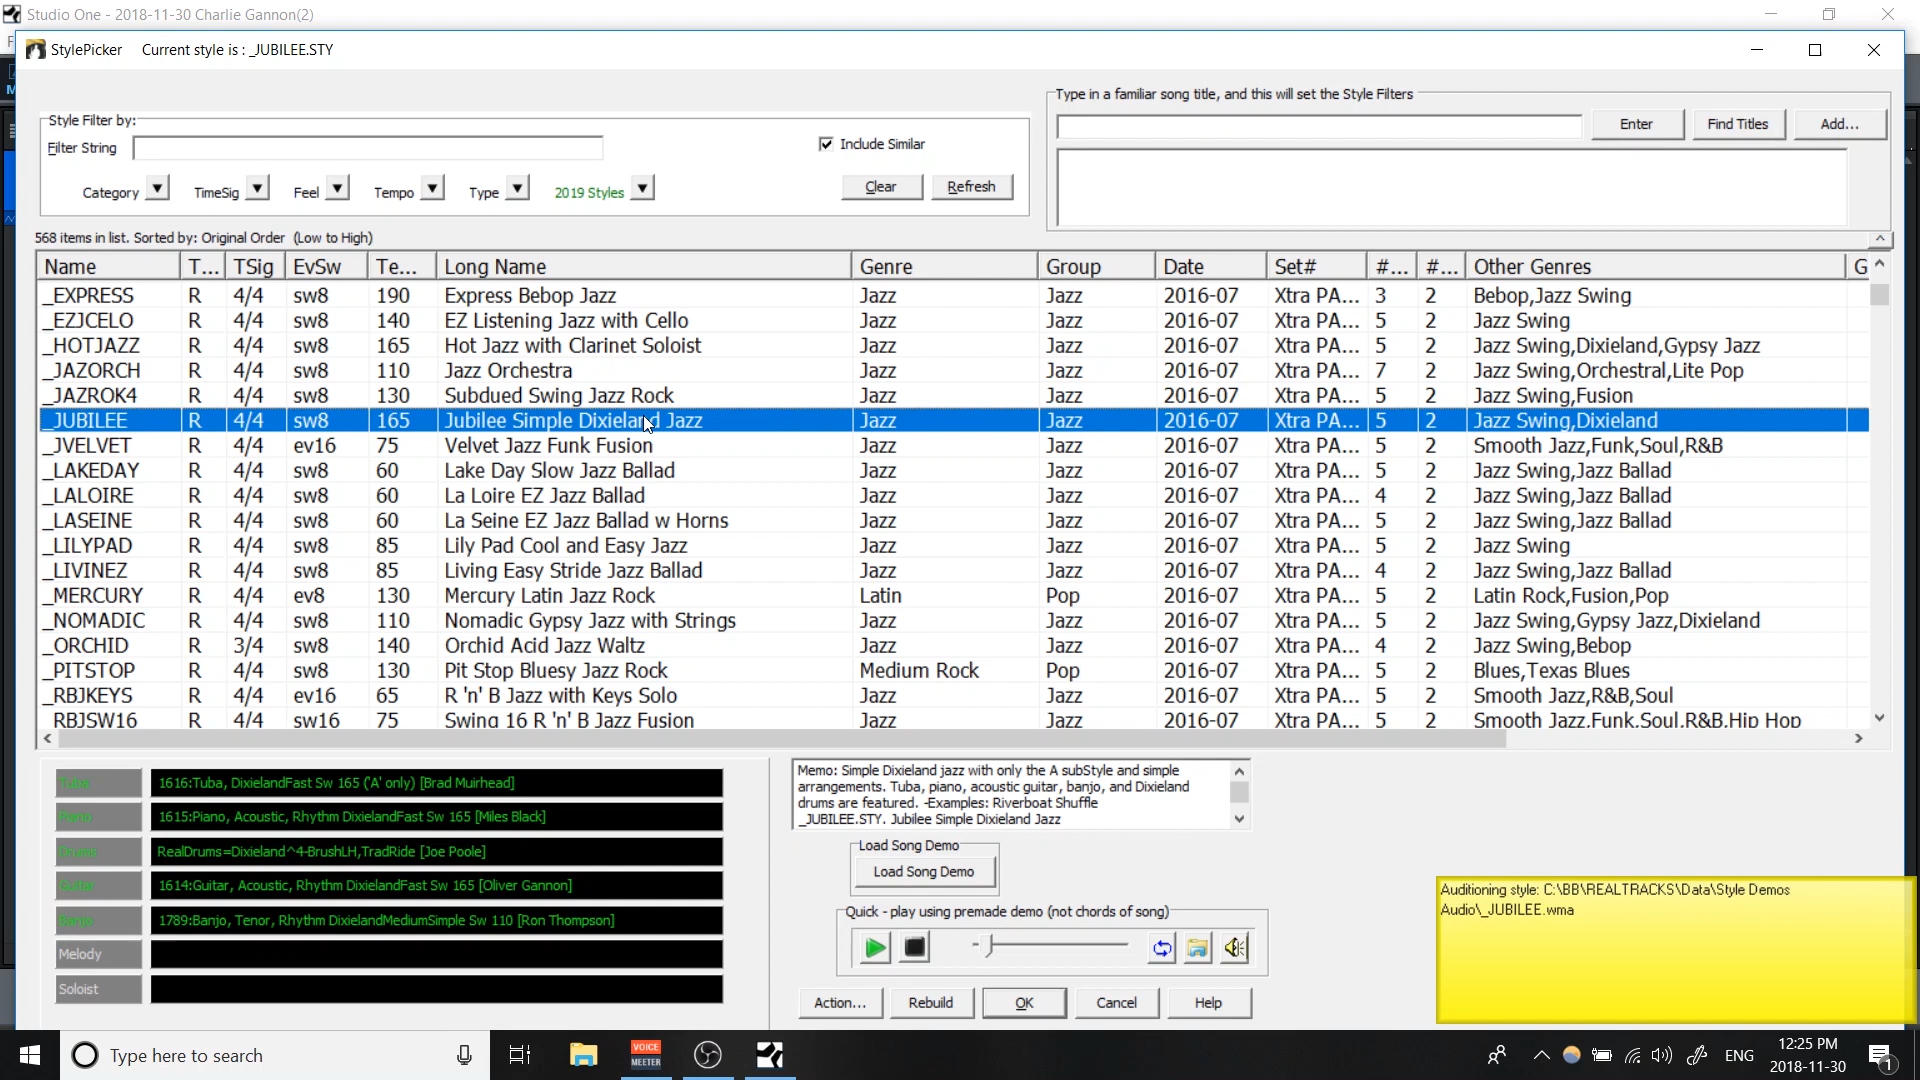 Studio One - 2018-11-30 Charlie Gannon(2)
StylePicker Current style is : _JUBILEE.STY
Style Filter by:
Filter String
Include Similar
Category TimeSig Feel Tempo Type 2019 Styles Clear Refresh
Type in a familiar song title, and this will set the Style Filters
Enter Find Titles Add...
568 items in list. Sorted by: Original Order (Low to High)
Name T... TSig EvSw Te... Long Name Genre Group Date Set# #... #... Other Genres G
_EXPRESS R 4/4 sw8 190 Express Bebop Jazz Jazz Jazz 2016-07 Xtra PA... 3 2 Bebop,Jazz Swing
_EZJCELO R 4/4 sw8 140 EZ Listening Jazz with Cello Jazz Jazz 2016-07 Xtra PA... 5 2 Jazz Swing
_HOTJAZZ R 4/4 sw8 165 Hot Jazz with Clarinet Soloist Jazz Jazz 2016-07 Xtra PA... 5 2 Jazz Swing,Dixieland,Gypsy Jazz
_JAZORCH R 4/4 sw8 110 Jazz Orchestra Jazz Jazz 2016-07 Xtra PA... 7 2 Jazz Swing,Orchestral,Lite Pop
_JAZROK4 R 4/4 sw8 130 Subdued Swing Jazz Rock Jazz Jazz 2016-07 Xtra PA... 5 2 Jazz Swing,Fusion
_JUBILEE R 4/4 sw8 165 Jubilee Simple Dixieland Jazz Jazz Jazz 2016-07 Xtra PA... 5 2 Jazz Swing,Dixieland
_JVELVET R 4/4 ev16 75 Velvet Jazz Funk Fusion Jazz Jazz 2016-07 Xtra PA... 5 2 Smooth Jazz,Funk,Soul,R&B
_LAKEDAY R 4/4 sw8 60 Lake Day Slow Jazz Ballad Jazz Jazz 2016-07 Xtra PA... 5 2 Jazz Swing,Jazz Ballad
_LALOIRE R 4/4 sw8 60 La Loire EZ Jazz Ballad Jazz Jazz 2016-07 Xtra PA... 4 2 Jazz Swing,Jazz Ballad
_LASEINE R 4/4 sw8 60 La Seine EZ Jazz Ballad w Horns Jazz Jazz 2016-07 Xtra PA... 5 2 Jazz Swing,Jazz Ballad
_LILYPAD R 4/4 sw8 85 Lily Pad Cool and Easy Jazz Jazz Jazz 2016-07 Xtra PA... 5 2 Jazz Swing
_LIVINEZ R 4/4 sw8 85 Living Easy Stride Jazz Ballad Jazz Jazz 2016-07 Xtra PA... 4 2 Jazz Swing,Jazz Ballad
_MERCURY R 4/4 ev8 130 Mercury Latin Jazz Rock Latin Pop 2016-07 Xtra PA... 5 2 Latin Rock,Fusion,Pop
_NOMADIC R 4/4 sw8 110 Nomadic Gypsy Jazz with Strings Jazz Jazz 2016-07 Xtra PA... 5 2 Jazz Swing,Gypsy Jazz,Dixieland
_ORCHID R 3/4 sw8 140 Orchid Acid Jazz Waltz Jazz Jazz 2016-07 Xtra PA... 4 2 Jazz Swing,Bebop
_PITSTOP R 4/4 sw8 130 Pit Stop Bluesy Jazz Rock Medium Rock Pop 2016-07 Xtra PA... 5 2 Blues,Texas Blues
_RBJKEYS R 4/4 ev16 65 R 'n' B Jazz with Keys Solo Jazz Jazz 2016-07 Xtra PA... 5 2 Smooth Jazz,R&B,Soul
_RBJSW16 R 4/4 sw16 75 Swing 16 R 'n' B Jazz Fusion Jazz Jazz 2016-07 Xtra PA... 5 2 Smooth Jazz,Funk,Soul,R&B,Hip Hop
1616:Tuba, DixielandFast Sw 165 ('A' only) [Brad Muirhead]
1615:Piano, Acoustic, Rhythm DixielandFast Sw 165 [Miles Black]
RealDrums=Dixieland^4-BrushLH,TradRide [Joe Poole]
1614:Guitar, Acoustic, Rhythm DixielandFast Sw 165 [Oliver Gannon]
1789:Banjo, Tenor, Rhythm DixielandMediumSimple Sw 110 [Ron Thompson]
Melody
Soloist
Memo: Simple Dixieland jazz with only the A subStyle and simple
arrangements. Tuba, piano, acoustic guitar, banjo, and Dixieland
drums are featured. -Examples: Riverboat Shuffle
_JUBILEE.STY. Jubilee Simple Dixieland Jazz
Load Song Demo
Load Song Demo
Quick - play using premade demo (not chords of song)
Action... Rebuild OK Cancel Help
Auditioning style: C:\BB\REALTRACKS\Data\Style Demos
Audio\_JUBILEE.wma
Type here to search
VOICE
MEETER
ENG
12:25 PM
2018-11-30
1